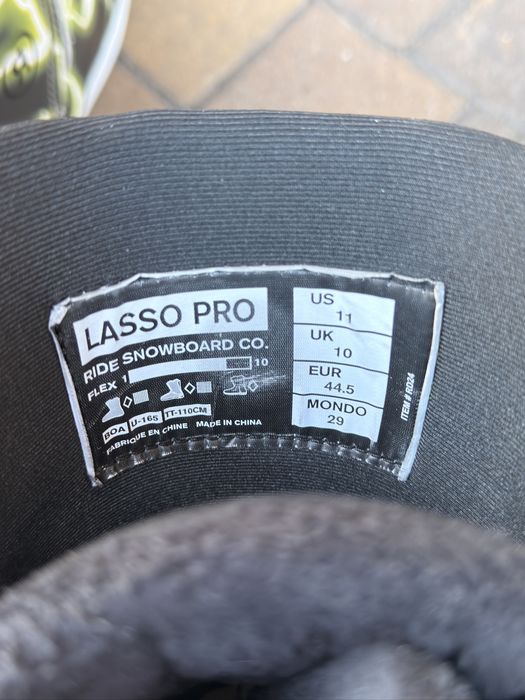 LASSO PRO
RIDE SNOWBOARD CO.
FLEX 1 10
BOA U-165 TT-110CM
FABRIQUE EN CHINE MADE IN CHINA
US
11
UK
10
EUR
44.5
MONDO
29
ITEM # R024